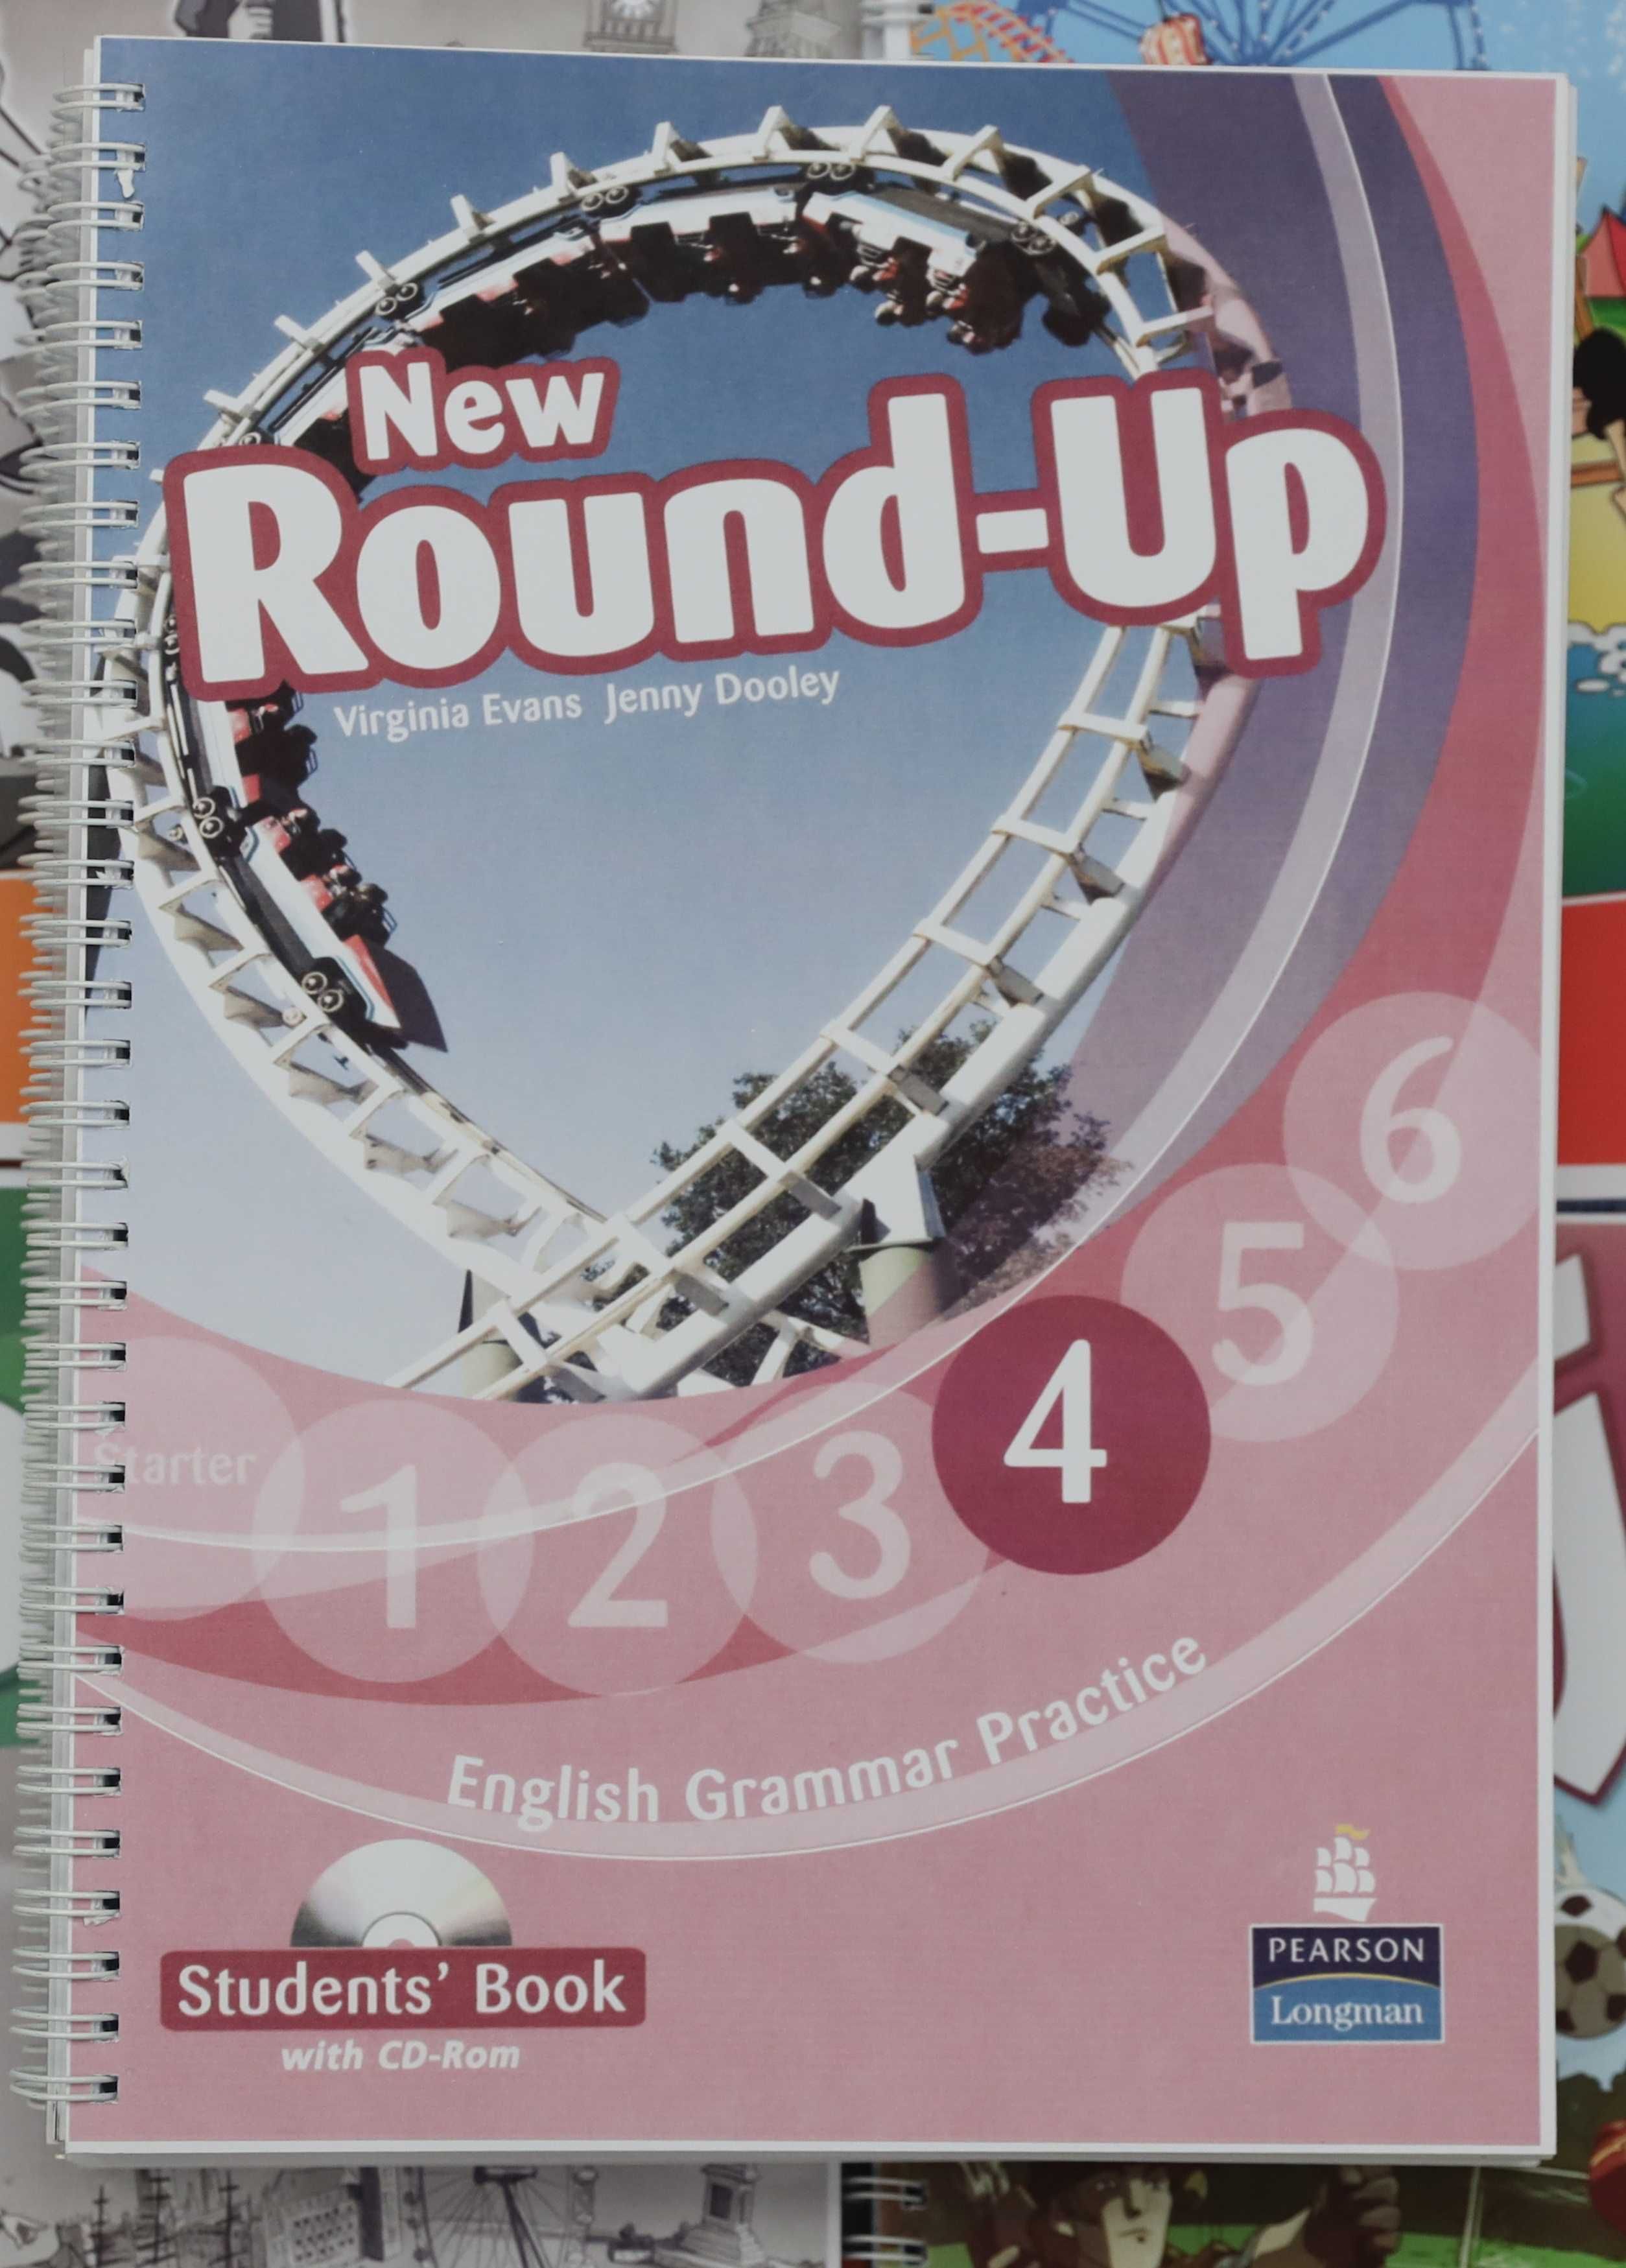 New
Round-Up
Virginia Evans Jenny Dooley
6
5
4
Starter
1
2
3
English Grammar Practice
Students' Book
with CD-Rom
PEARSON
Longman